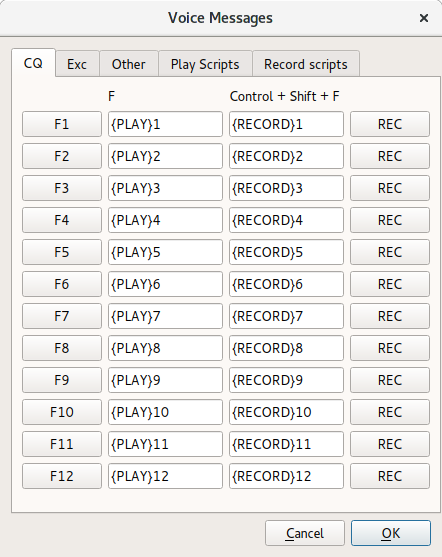 Voice Messages ×
CQ Exc Other Play Scripts Record scripts
F Control + Shift + F
F1 {PLAY}1 {RECORD}1 REC
F2 {PLAY}2 {RECORD}2 REC
F3 {PLAY}3 {RECORD}3 REC
F4 {PLAY}4 {RECORD}4 REC
F5 {PLAY}5 {RECORD}5 REC
F6 {PLAY}6 {RECORD}6 REC
F7 {PLAY}7 {RECORD}7 REC
F8 {PLAY}8 {RECORD}8 REC
F9 {PLAY}9 {RECORD}9 REC
F10 {PLAY}10 {RECORD}10 REC
F11 {PLAY}11 {RECORD}11 REC
F12 {PLAY}12 {RECORD}12 REC
Cancel OK